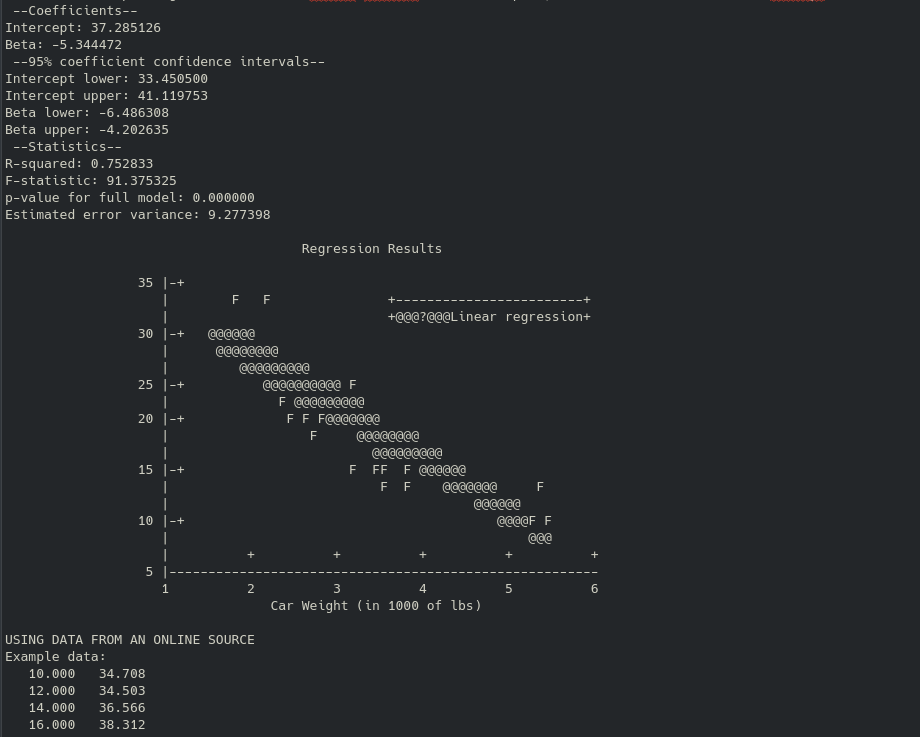 --Coefficients--
Intercept: 37.285126
Beta: -5.344472
--95% coefficient confidence intervals--
Intercept lower: 33.450500
Intercept upper: 41.119753
Beta lower: -6.486308
Beta upper: -4.202635
--Statistics--
R-squared: 0.752833
F-statistic: 91.375325
p-value for full model: 0.000000
Estimated error variance: 9.277398
Regression Results
35 |-+
| F F +------------------------+
| +@@@?@@@Linear regression+
30 |-+ @@@@@@
| @@@@@@@@
| @@@@@@@@@
25 |-+ @@@@@@@@@@ F
| F @@@@@@@@@
20 |-+ F F F@@@@@@@
| F @@@@@@@@
| @@@@@@@@@
15 |-+ F FF F @@@@@@
| F F @@@@@@@ F
| @@@@@@
10 |-+ @@@@F F
| @@@
| + + + + +
5 |-------------------------------------------------------
1 2 3 4 5 6
Car Weight (in 1000 of lbs)
USING DATA FROM AN ONLINE SOURCE
Example data:
10.000 34.708
12.000 34.503
14.000 36.566
16.000 38.312